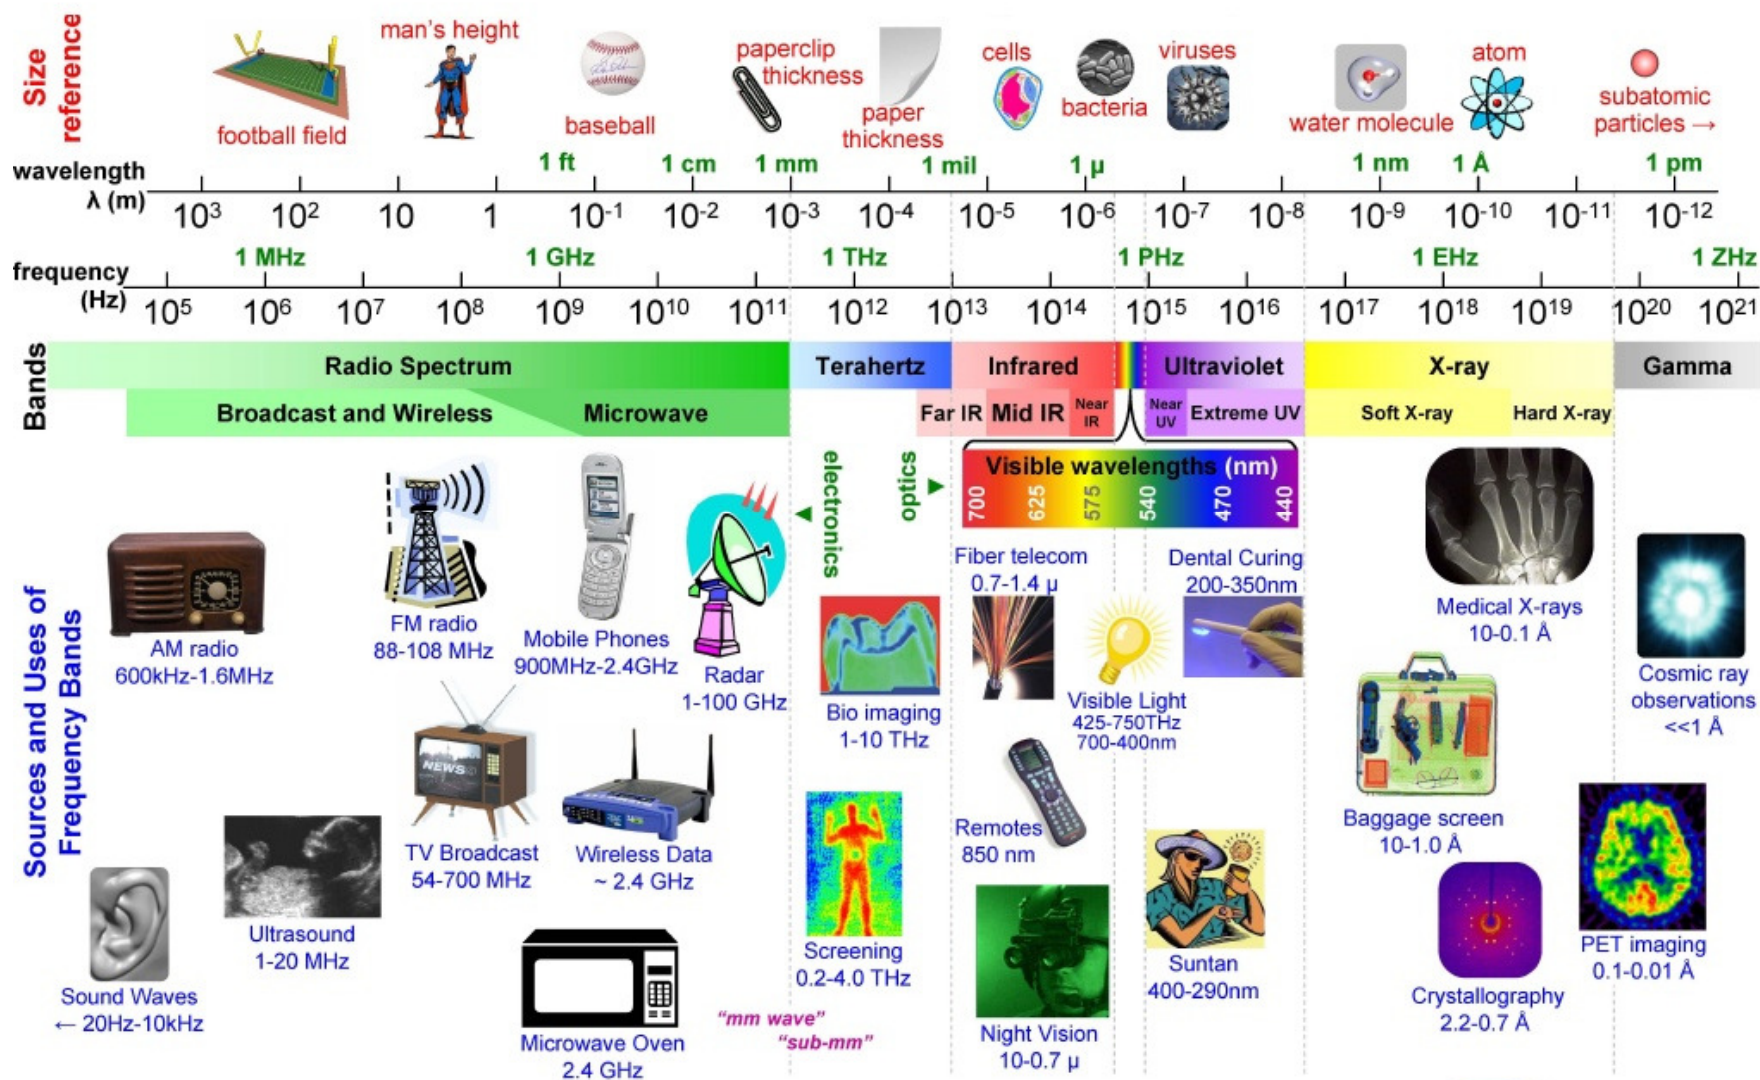 Size
reference
football field
man's height
baseball
paperclip
thickness
paper
thickness
cells
bacteria
viruses
water molecule
atom
subatomic
particles →
1 ft
1 cm
1 mm
1 mil
1 µ
1 nm
1 Å
1 pm
wavelength
λ (m)
10³ 10² 10 1 10⁻¹ 10⁻² 10⁻³ 10⁻⁴ 10⁻⁵ 10⁻⁶ 10⁻⁷ 10⁻⁸ 10⁻⁹ 10⁻¹⁰ 10⁻¹¹ 10⁻¹²
1 MHz
1 GHz
1 THz
1 PHz
1 EHz
1 ZHz
frequency
(Hz)
10⁵ 10⁶ 10⁷ 10⁸ 10⁹ 10¹⁰ 10¹¹ 10¹² 10¹³ 10¹⁴ 10¹⁵ 10¹⁶ 10¹⁷ 10¹⁸ 10¹⁹ 10²⁰ 10²¹
Bands
Radio Spectrum
Terahertz
Infrared
Ultraviolet
X-ray
Gamma
Broadcast and Wireless
Microwave
Far IR
Mid IR
Near
IR
Near
UV
Extreme UV
Soft X-ray
Hard X-ray
electronics
optics
Visible wavelengths (nm)
700
625
575
540
470
440
Sources and Uses of
Frequency Bands
AM radio
600kHz-1.6MHz
FM radio
88-108 MHz
Mobile Phones
900MHz-2.4GHz
Radar
1-100 GHz
Bio imaging
1-10 THz
Fiber telecom
0.7-1.4 µ
Dental Curing
200-350nm
Visible Light
425-750THz
700-400nm
Medical X-rays
10-0.1 Å
Cosmic ray
observations
<<1 Å
NEWS
TV Broadcast
54-700 MHz
Wireless Data
~ 2.4 GHz
Remotes
850 nm
Baggage screen
10-1.0 Å
Sound Waves
← 20Hz-10kHz
Ultrasound
1-20 MHz
Microwave Oven
2.4 GHz
"mm wave"
"sub-mm"
Screening
0.2-4.0 THz
Night Vision
10-0.7 µ
Suntan
400-290nm
Crystallography
2.2-0.7 Å
PET imaging
0.1-0.01 Å